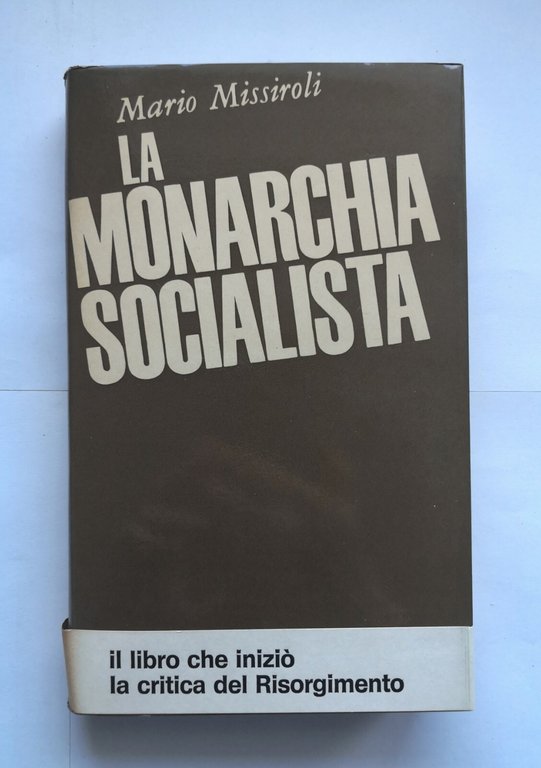 Mario Missiroli
LA
MONARCHIA
SOCIALISTA
il libro che iniziò
la critica del Risorgimento